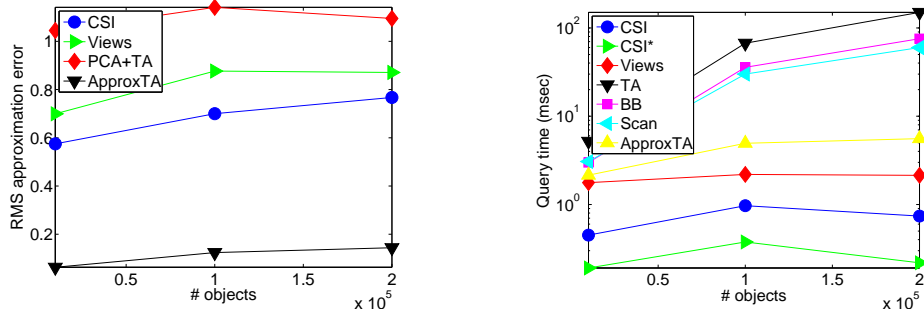 RMS approximation error
1
0.8
0.6
0.4
0.2
CSI
Views
PCA+TA
ApproxTA
0.5
1
1.5
2
# objects
x 10^5
Query time (msec)
10^2
10^1
10^0
CSI
CSI*
Views
TA
BB
Scan
ApproxTA
0.5
1
1.5
2
# objects
x 10^5